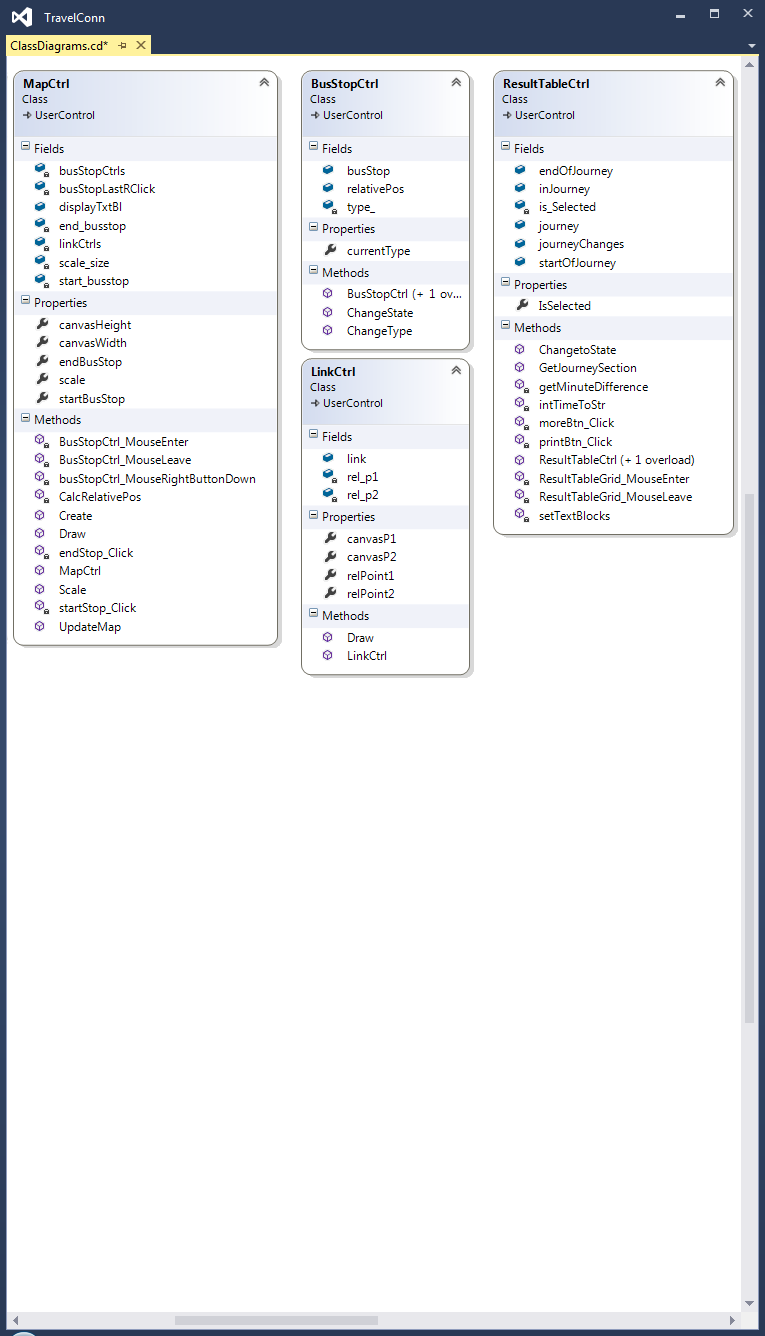 TravelConn
ClassDiagrams.cd*
MapCtrl
Class
UserControl
Fields
busStopCtrls
busStopLastRClick
displayTxtBl
end_busstop
linkCtrls
scale_size
start_busstop
Properties
canvasHeight
canvasWidth
endBusStop
scale
startBusStop
Methods
BusStopCtrl_MouseEnter
BusStopCtrl_MouseLeave
busStopCtrl_MouseRightButtonDown
CalcRelativePos
Create
Draw
endStop_Click
MapCtrl
Scale
startStop_Click
UpdateMap
BusStopCtrl
Class
UserControl
Fields
busStop
relativePos
type_
Properties
currentType
Methods
BusStopCtrl (+ 1 ov...
ChangeState
ChangeType
LinkCtrl
Class
UserControl
Fields
link
rel_p1
rel_p2
Properties
canvasP1
canvasP2
relPoint1
relPoint2
Methods
Draw
LinkCtrl
ResultTableCtrl
Class
UserControl
Fields
endOfJourney
inJourney
is_Selected
journey
journeyChanges
startOfJourney
Properties
IsSelected
Methods
ChangetoState
GetJourneySection
getMinuteDifference
intTimeToStr
moreBtn_Click
printBtn_Click
ResultTableCtrl (+ 1 overload)
ResultTableGrid_MouseEnter
ResultTableGrid_MouseLeave
setTextBlocks